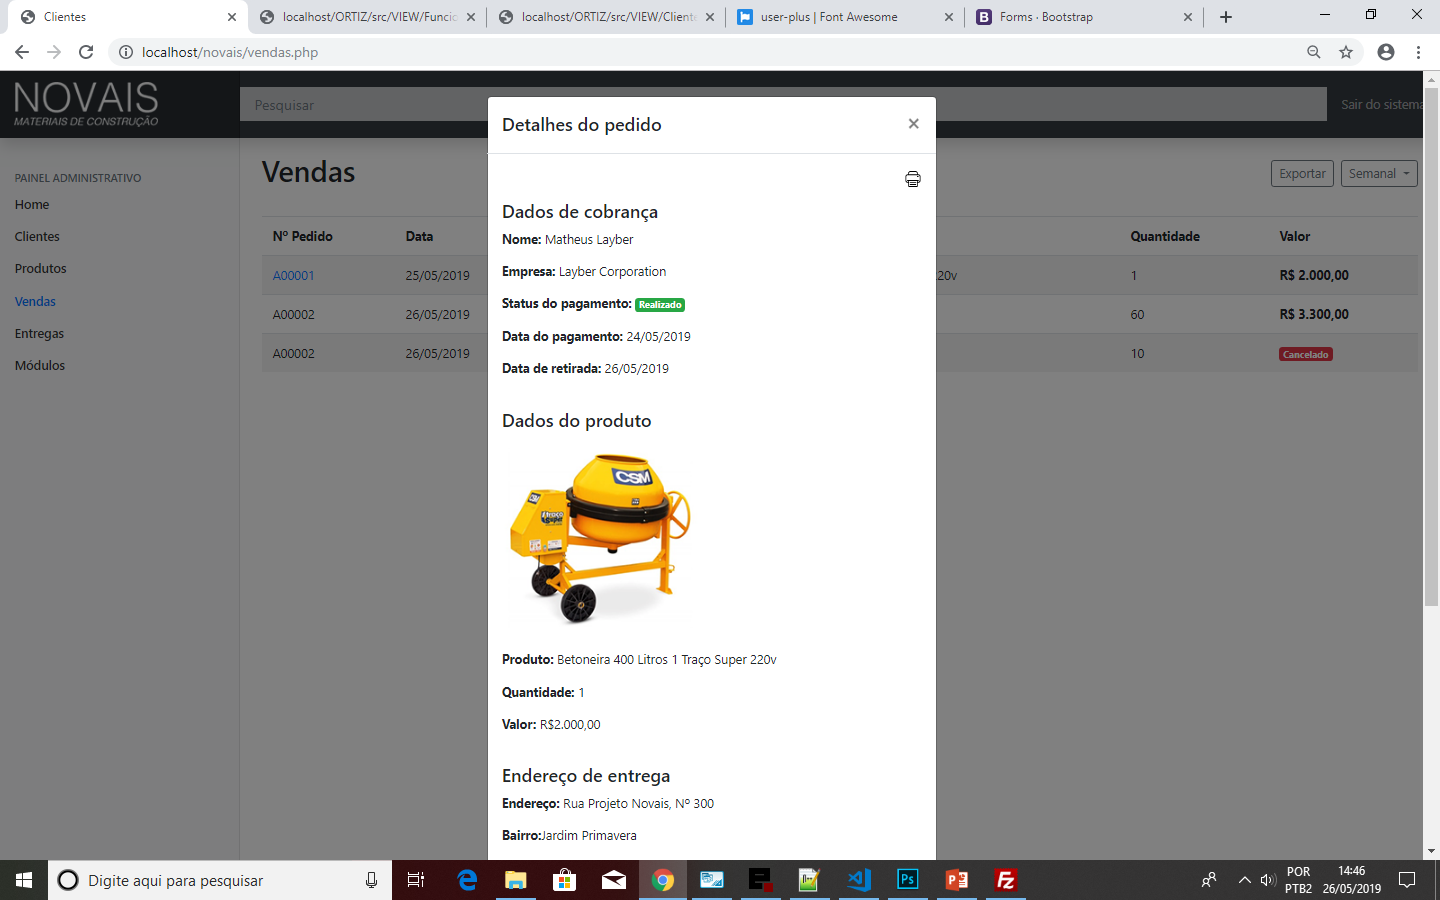 Clientes
localhost/ORTIZ/src/VIEW/Funcio
localhost/ORTIZ/src/VIEW/Cliente
user-plus | Font Awesome
Forms · Bootstrap
localhost/novais/vendas.php
NOVAIS
MATERIAIS DE CONSTRUÇÃO
Pesquisar
Sair do sistema
Detalhes do pedido
PAINEL ADMINISTRATIVO
Home
Clientes
Produtos
Vendas
Entregas
Módulos
Vendas
Exportar
Semanal
Nº Pedido Data Quantidade Valor
A00001 25/05/2019 20v 1 R$ 2.000,00
A00002 26/05/2019 60 R$ 3.300,00
A00002 26/05/2019 10 Cancelado
Dados de cobrança
Nome: Matheus Layber
Empresa: Layber Corporation
Status do pagamento: Realizado
Data do pagamento: 24/05/2019
Data de retirada: 26/05/2019
Dados do produto
CSM
CSM
Traço
Super
Produto: Betoneira 400 Litros 1 Traço Super 220v
Quantidade: 1
Valor: R$2.000,00
Endereço de entrega
Endereço: Rua Projeto Novais, Nº 300
Bairro:Jardim Primavera
Digite aqui para pesquisar
POR
PTB2
14:46
26/05/2019